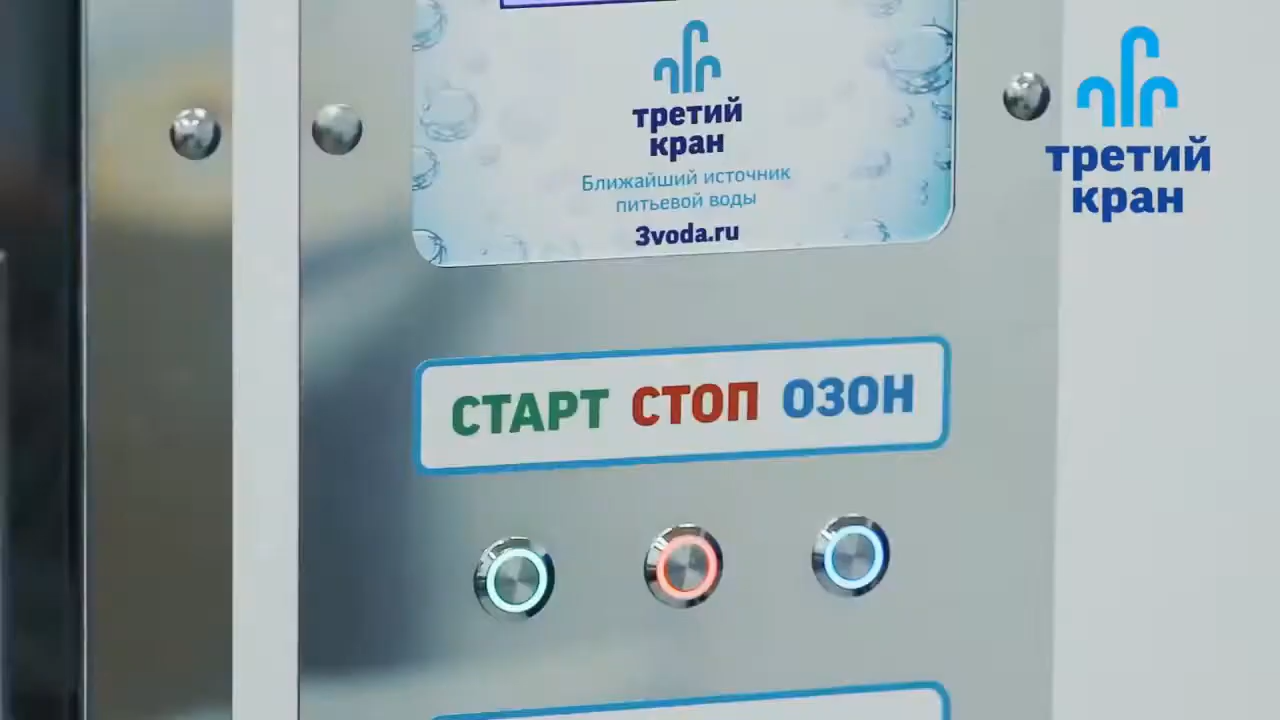 третий
кран
Ближайший источник
питьевой воды
3voda.ru
третий
кран
СТАРТ СТОП ОЗОН